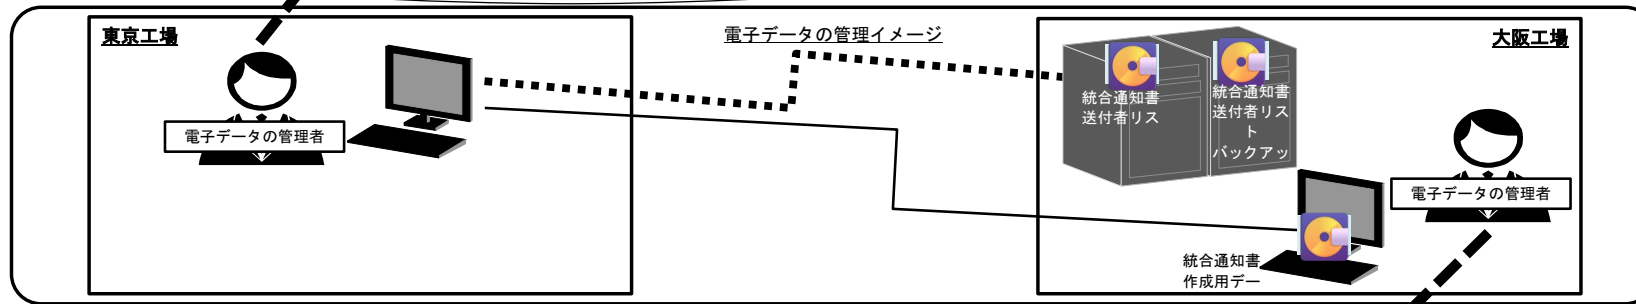 東京工場
電子データの管理者
電子データの管理イメージ
統合通知書
送付者リス
統合通知書
送付者リス
ト
バックアッ
大阪工場
電子データの管理者
統合通知書
作成用デー